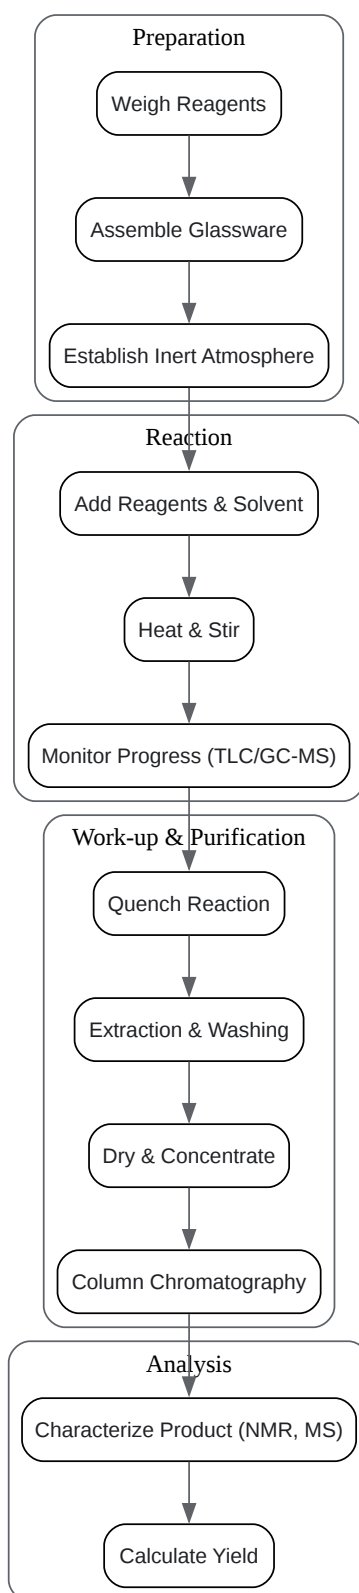 Preparation
Weigh Reagents
Assemble Glassware
Establish Inert Atmosphere
Reaction
Add Reagents & Solvent
Heat & Stir
Monitor Progress (TLC/GC-MS)
Work-up & Purification
Quench Reaction
Extraction & Washing
Dry & Concentrate
Column Chromatography
Analysis
Characterize Product (NMR, MS)
Calculate Yield